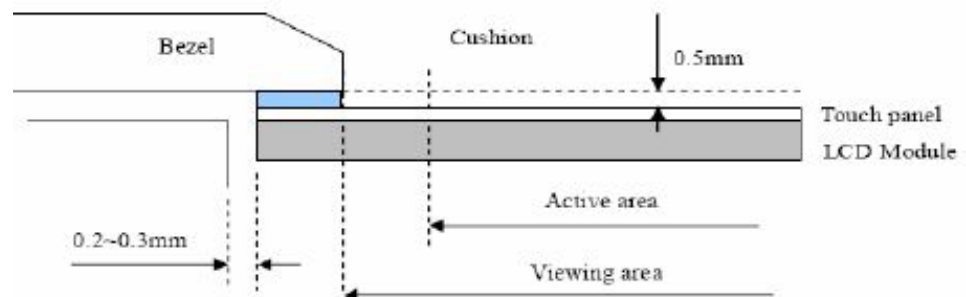 Cushion
Bezel
0.5mm
Touch panel
LCD Module
Active area
0.2~0.3mm
Viewing area